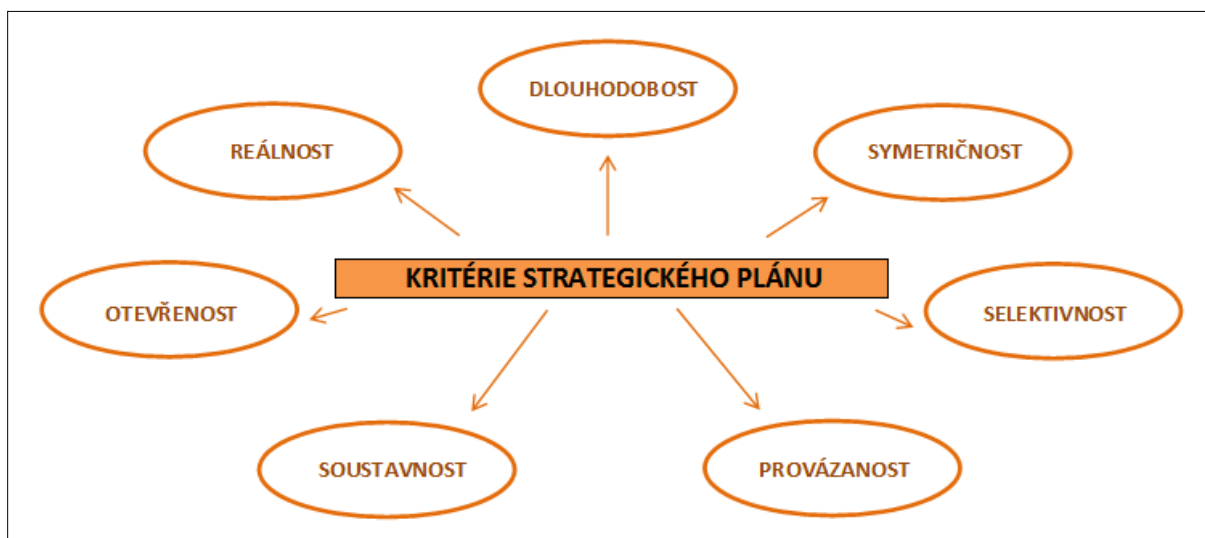 DLOUHODOBOST
REÁLNOST
SYMETRIČNOST
KRITÉRIE STRATEGICKÉHO PLÁNU
OTEVŘENOST
SELEKTIVNOST
SOUSTAVNOST
PROVÁZANOST